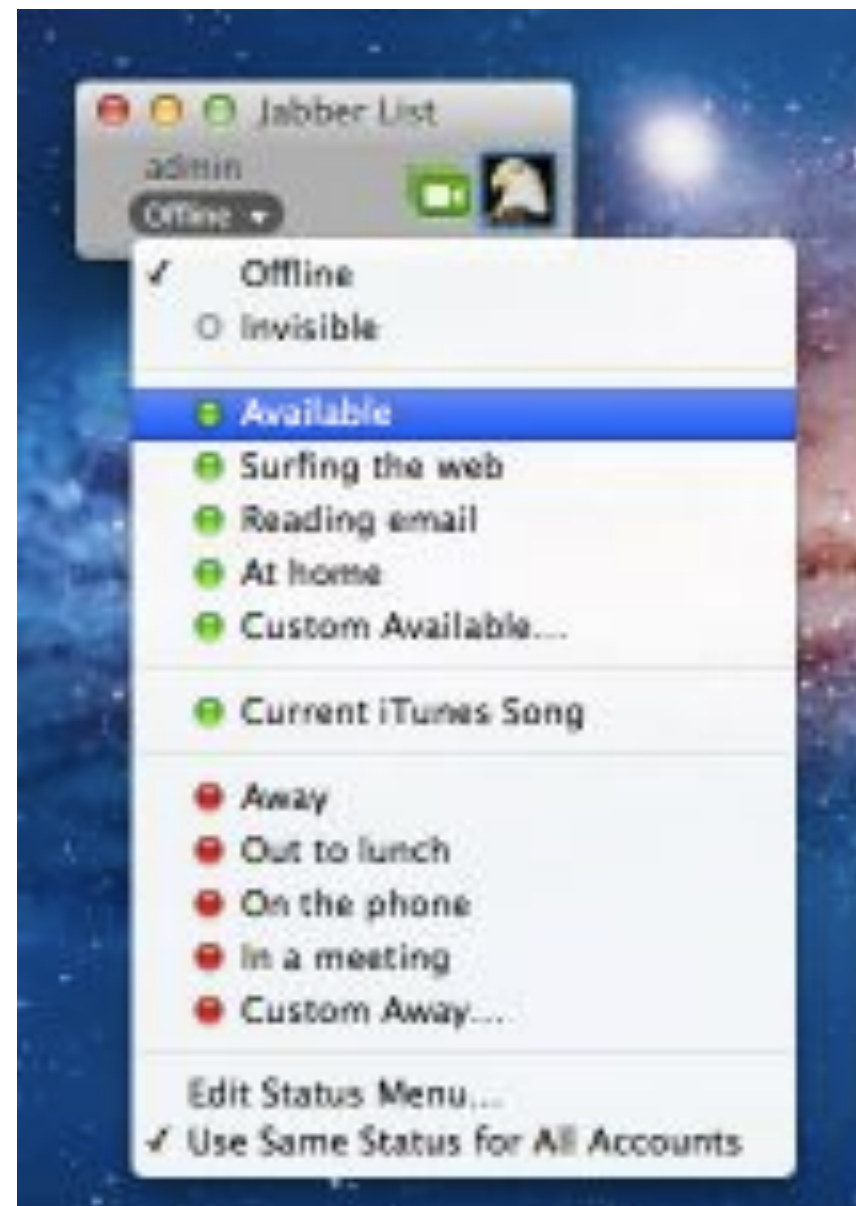 Jabber List
admin
Offline
✓ Offline
Invisible
Available
Surfing the web
Reading email
At home
Custom Available...
Current iTunes Song
Away
Out to lunch
On the phone
In a meeting
Custom Away...
Edit Status Menu...
✓ Use Same Status for All Accounts